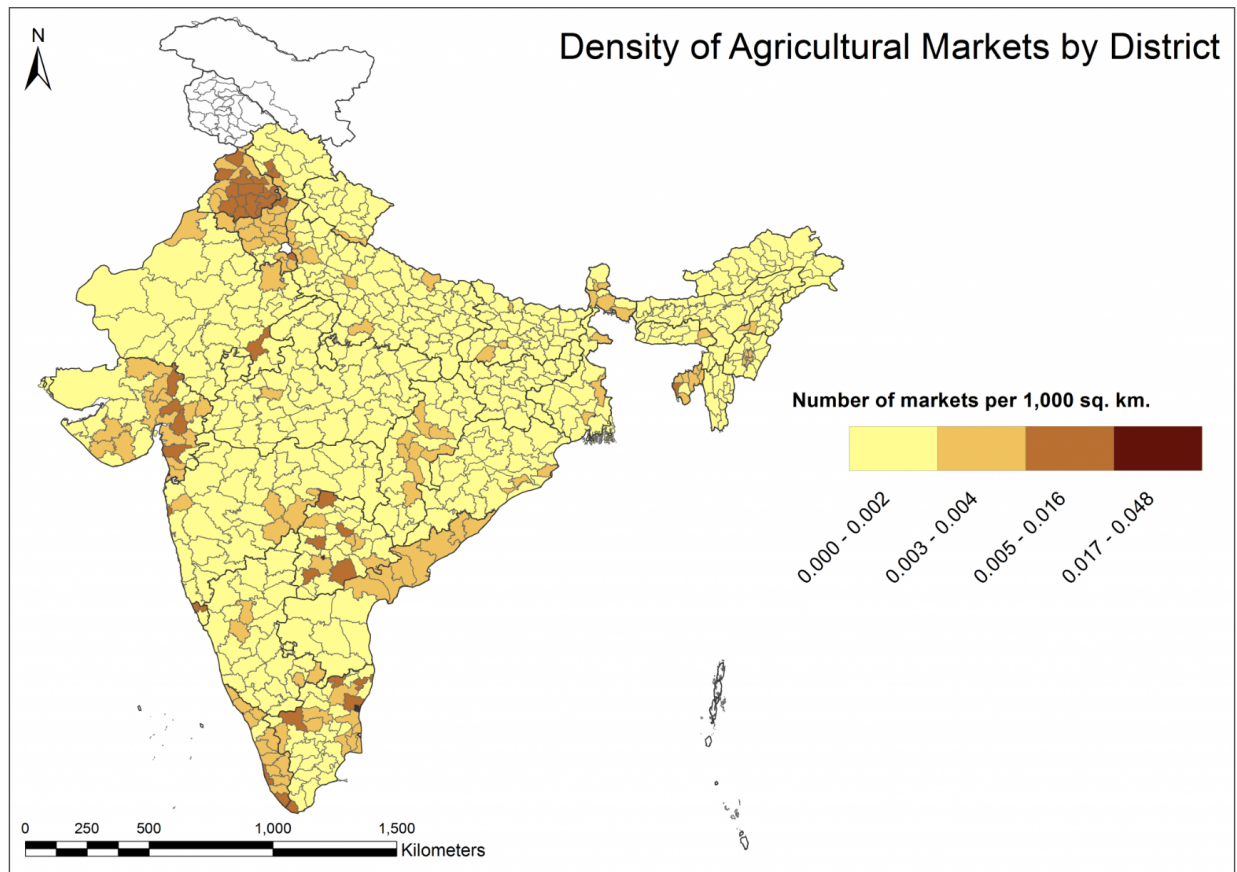 N
Density of Agricultural Markets by District
Number of markets per 1,000 sq. km.
0.000 - 0.002
0.003 - 0.004
0.005 - 0.016
0.017 - 0.048
0 250 500 1,000 1,500
Kilometers